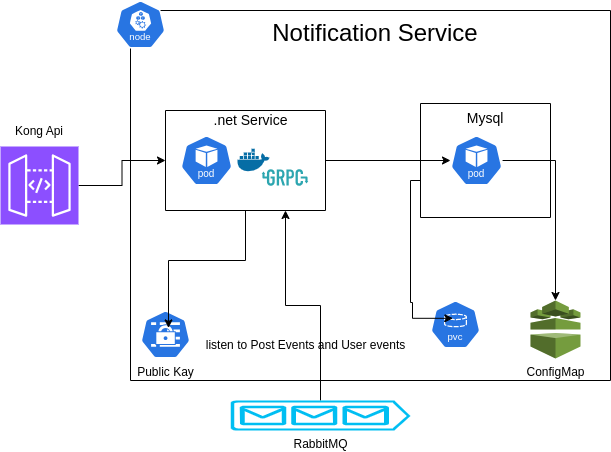 node
Notification Service
.net Service
Mysql
Kong Api
pod
GRPC
pod
pvc
listen to Post Events and User events
Public Kay
ConfigMap
RabbitMQ